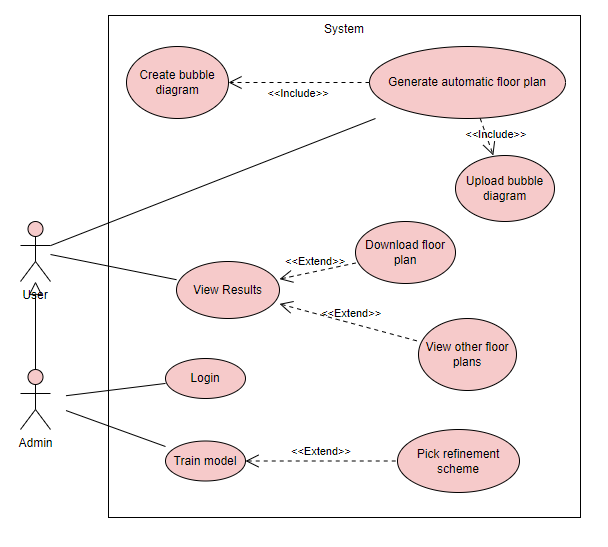 System
Create bubble
diagram
<<Include>>
Generate automatic floor plan
<<Include>>
Upload bubble
diagram
User
View Results
<<Extend>>
Download floor
plan
<<Extend>>
View other floor
plans
Login
Admin
Train model
<<Extend>>
Pick refinement
scheme